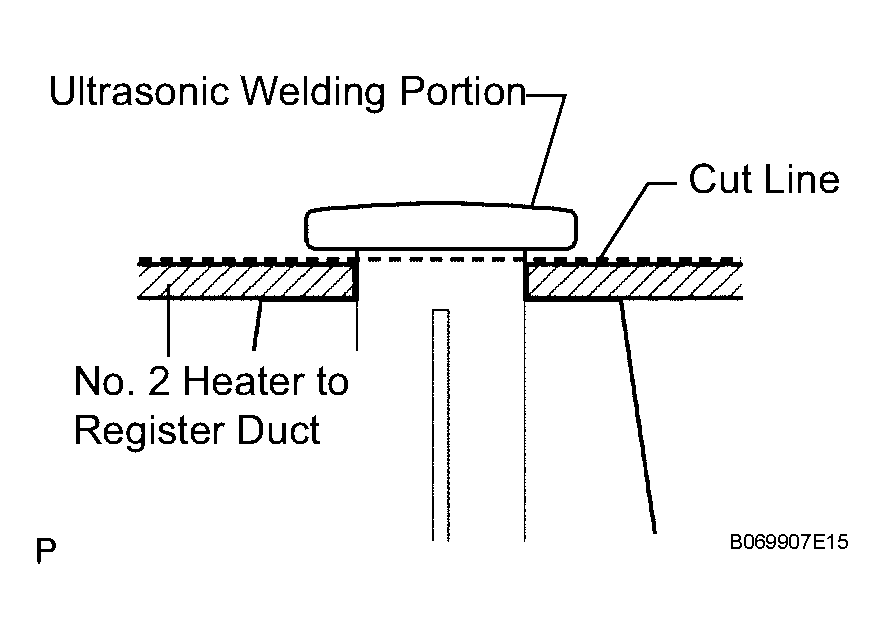 Ultrasonic Welding Portion
Cut Line
No. 2 Heater to
Register Duct
P
B069907E15